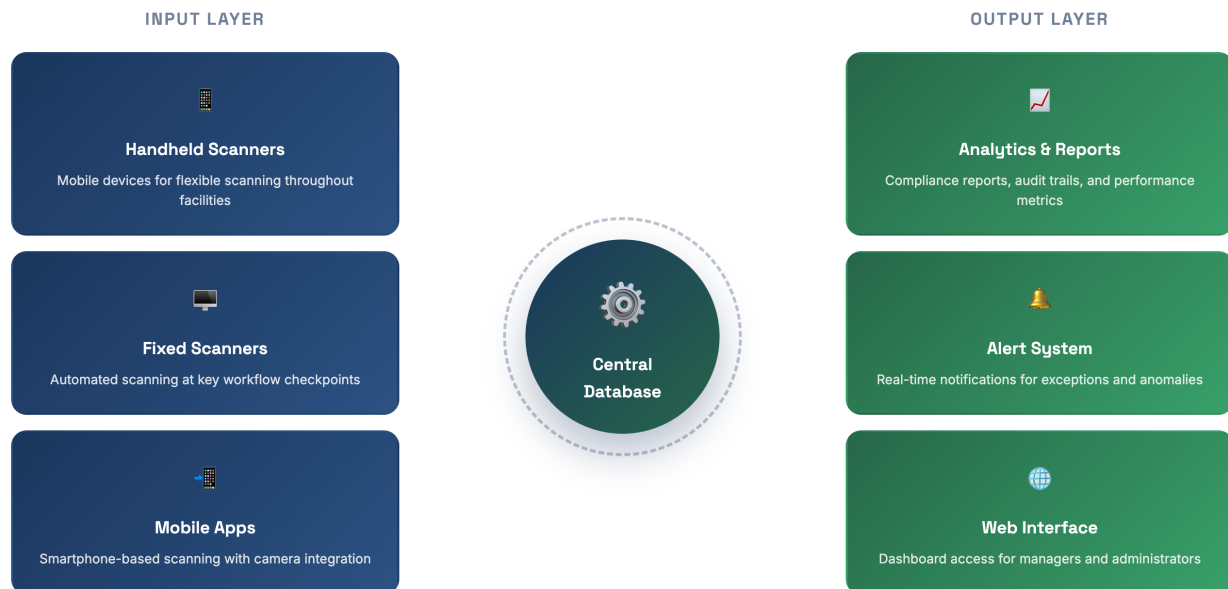 INPUT LAYER
Handheld Scanners
Mobile devices for flexible scanning throughout
facilities
Fixed Scanners
Automated scanning at key workflow checkpoints
Mobile Apps
Smartphone-based scanning with camera integration
Central
Database
OUTPUT LAYER
Analytics & Reports
Compliance reports, audit trails, and performance
metrics
Alert System
Real-time notifications for exceptions and anomalies
Web Interface
Dashboard access for managers and administrators